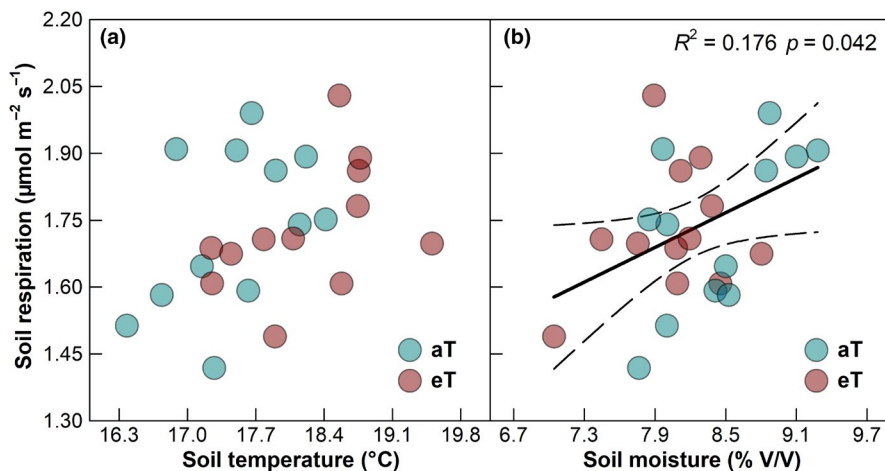 (a)
(b)
R² = 0.176 p = 0.042
Soil respiration (µmol m⁻² s⁻¹)
2.20
2.05
1.90
1.75
1.60
1.45
1.30
aT
eT
aT
eT
16.3 17.0 17.7 18.4 19.1 19.8
6.7 7.3 7.9 8.5 9.1 9.7
Soil temperature (°C)
Soil moisture (% V/V)